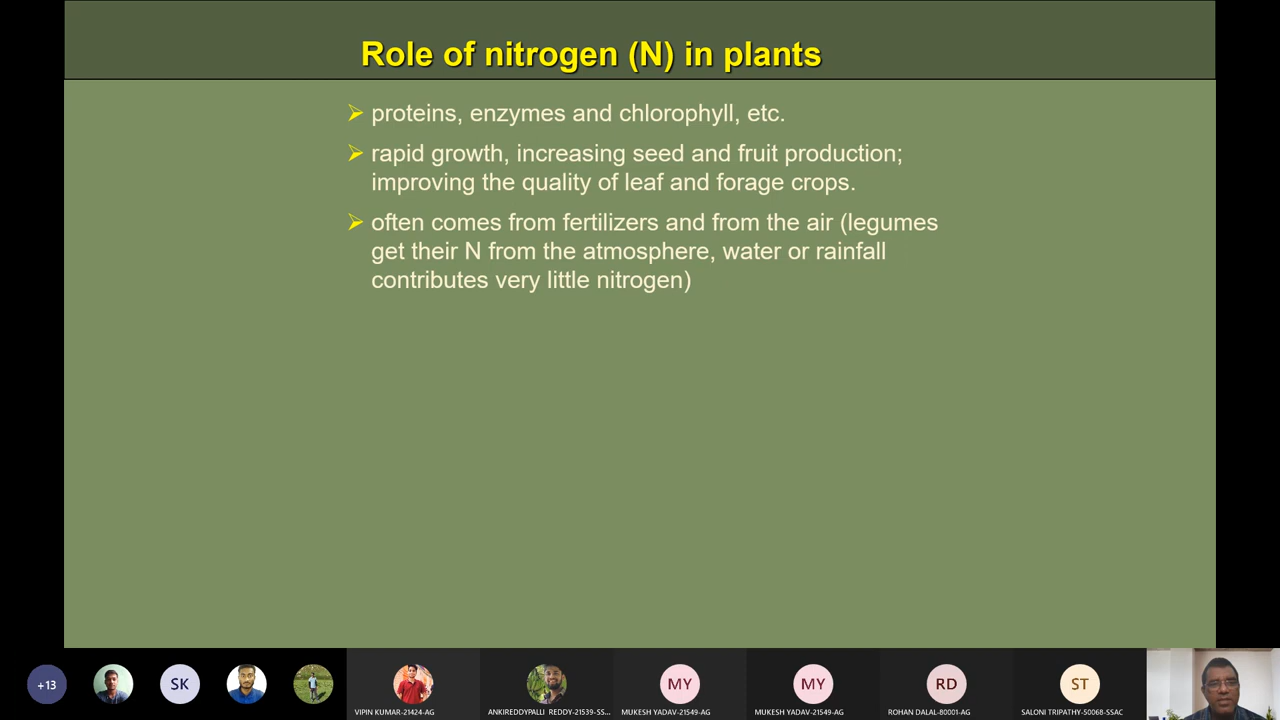 Role of nitrogen (N) in plants
proteins, enzymes and chlorophyll, etc.
rapid growth, increasing seed and fruit production;
improving the quality of leaf and forage crops.
often comes from fertilizers and from the air (legumes
get their N from the atmosphere, water or rainfall
contributes very little nitrogen)
+13
SK
MY
MY
RD
ST
VIPIN KUMAR-21424-AG
ANKIREDDYPALLI REDDY-21539-SS...
MUKESH YADAV-21549-AG
MUKESH YADAV-21549-AG
ROHAN DALAL-80001-AG
SALONI TRIPATHY-50068-SSAC